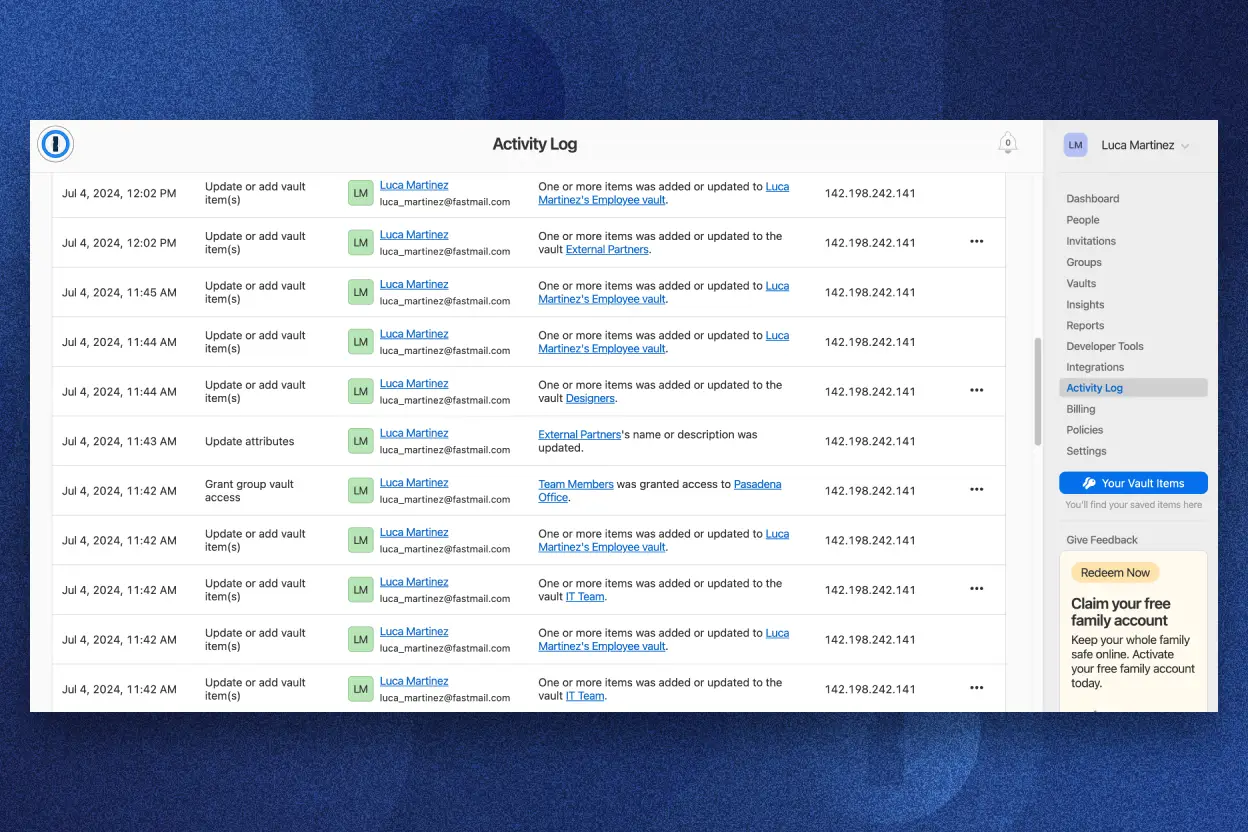 Activity Log
0
LM Luca Martinez
Jul 4, 2024, 12:02 PM
Update or add vault
item(s)
LM
Luca Martinez
luca_martinez@fastmail.com
One or more items was added or updated to Luca
Martinez's Employee vault.
142.198.242.141
Jul 4, 2024, 12:02 PM
Update or add vault
item(s)
LM
Luca Martinez
luca_martinez@fastmail.com
One or more items was added or updated to the
vault External Partners.
142.198.242.141
•••
Jul 4, 2024, 11:45 AM
Update or add vault
item(s)
LM
Luca Martinez
luca_martinez@fastmail.com
One or more items was added or updated to Luca
Martinez's Employee vault.
142.198.242.141
Jul 4, 2024, 11:44 AM
Update or add vault
item(s)
LM
Luca Martinez
luca_martinez@fastmail.com
One or more items was added or updated to Luca
Martinez's Employee vault.
142.198.242.141
Jul 4, 2024, 11:44 AM
Update or add vault
item(s)
LM
Luca Martinez
luca_martinez@fastmail.com
One or more items was added or updated to the
vault Designers.
142.198.242.141
•••
Jul 4, 2024, 11:43 AM
Update attributes
LM
Luca Martinez
luca_martinez@fastmail.com
External Partners's name or description was
updated.
142.198.242.141
Jul 4, 2024, 11:42 AM
Grant group vault
access
LM
Luca Martinez
luca_martinez@fastmail.com
Team Members was granted access to Pasadena
Office.
142.198.242.141
•••
Jul 4, 2024, 11:42 AM
Update or add vault
item(s)
LM
Luca Martinez
luca_martinez@fastmail.com
One or more items was added or updated to Luca
Martinez's Employee vault.
142.198.242.141
Jul 4, 2024, 11:42 AM
Update or add vault
item(s)
LM
Luca Martinez
luca_martinez@fastmail.com
One or more items was added or updated to the
vault IT Team.
142.198.242.141
•••
Jul 4, 2024, 11:42 AM
Update or add vault
item(s)
LM
Luca Martinez
luca_martinez@fastmail.com
One or more items was added or updated to Luca
Martinez's Employee vault.
142.198.242.141
Jul 4, 2024, 11:42 AM
Update or add vault
item(s)
LM
Luca Martinez
luca_martinez@fastmail.com
One or more items was added or updated to the
vault IT Team.
142.198.242.141
•••
Dashboard
People
Invitations
Groups
Vaults
Insights
Reports
Developer Tools
Integrations
Activity Log
Billing
Policies
Settings
Your Vault Items
You'll find your saved items here
Give Feedback
Redeem Now
Claim your free
family account
Keep your whole family
safe online. Activate
your free family account
today.